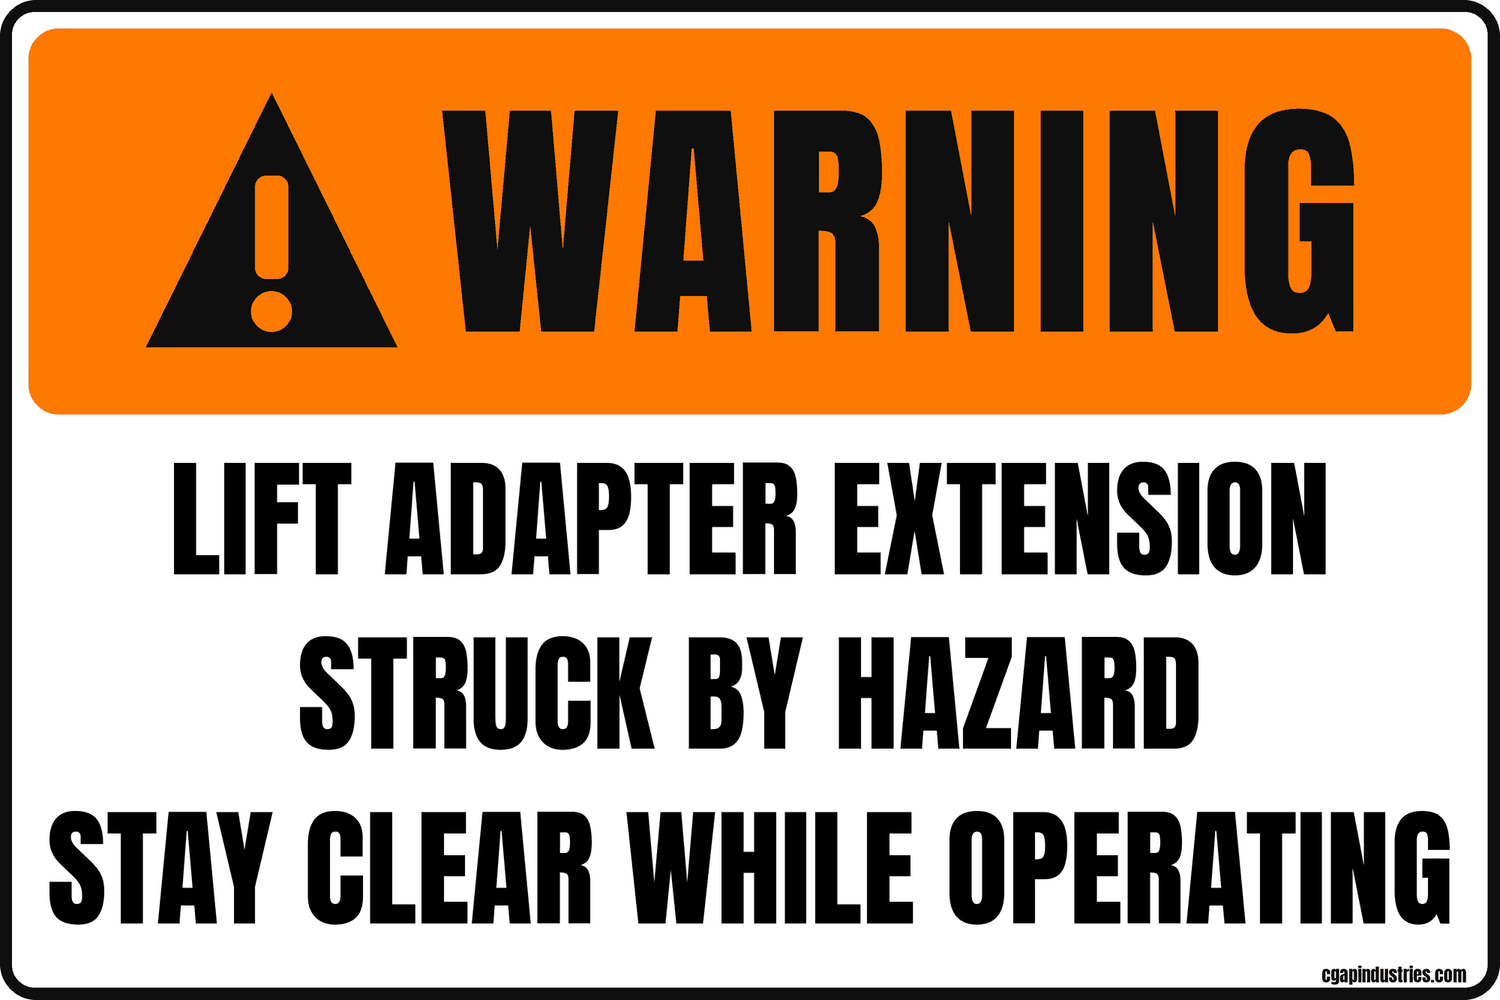 WARNING
LIFT ADAPTER EXTENSION
STRUCK BY HAZARD
STAY CLEAR WHILE OPERATING
cgapindustries.com